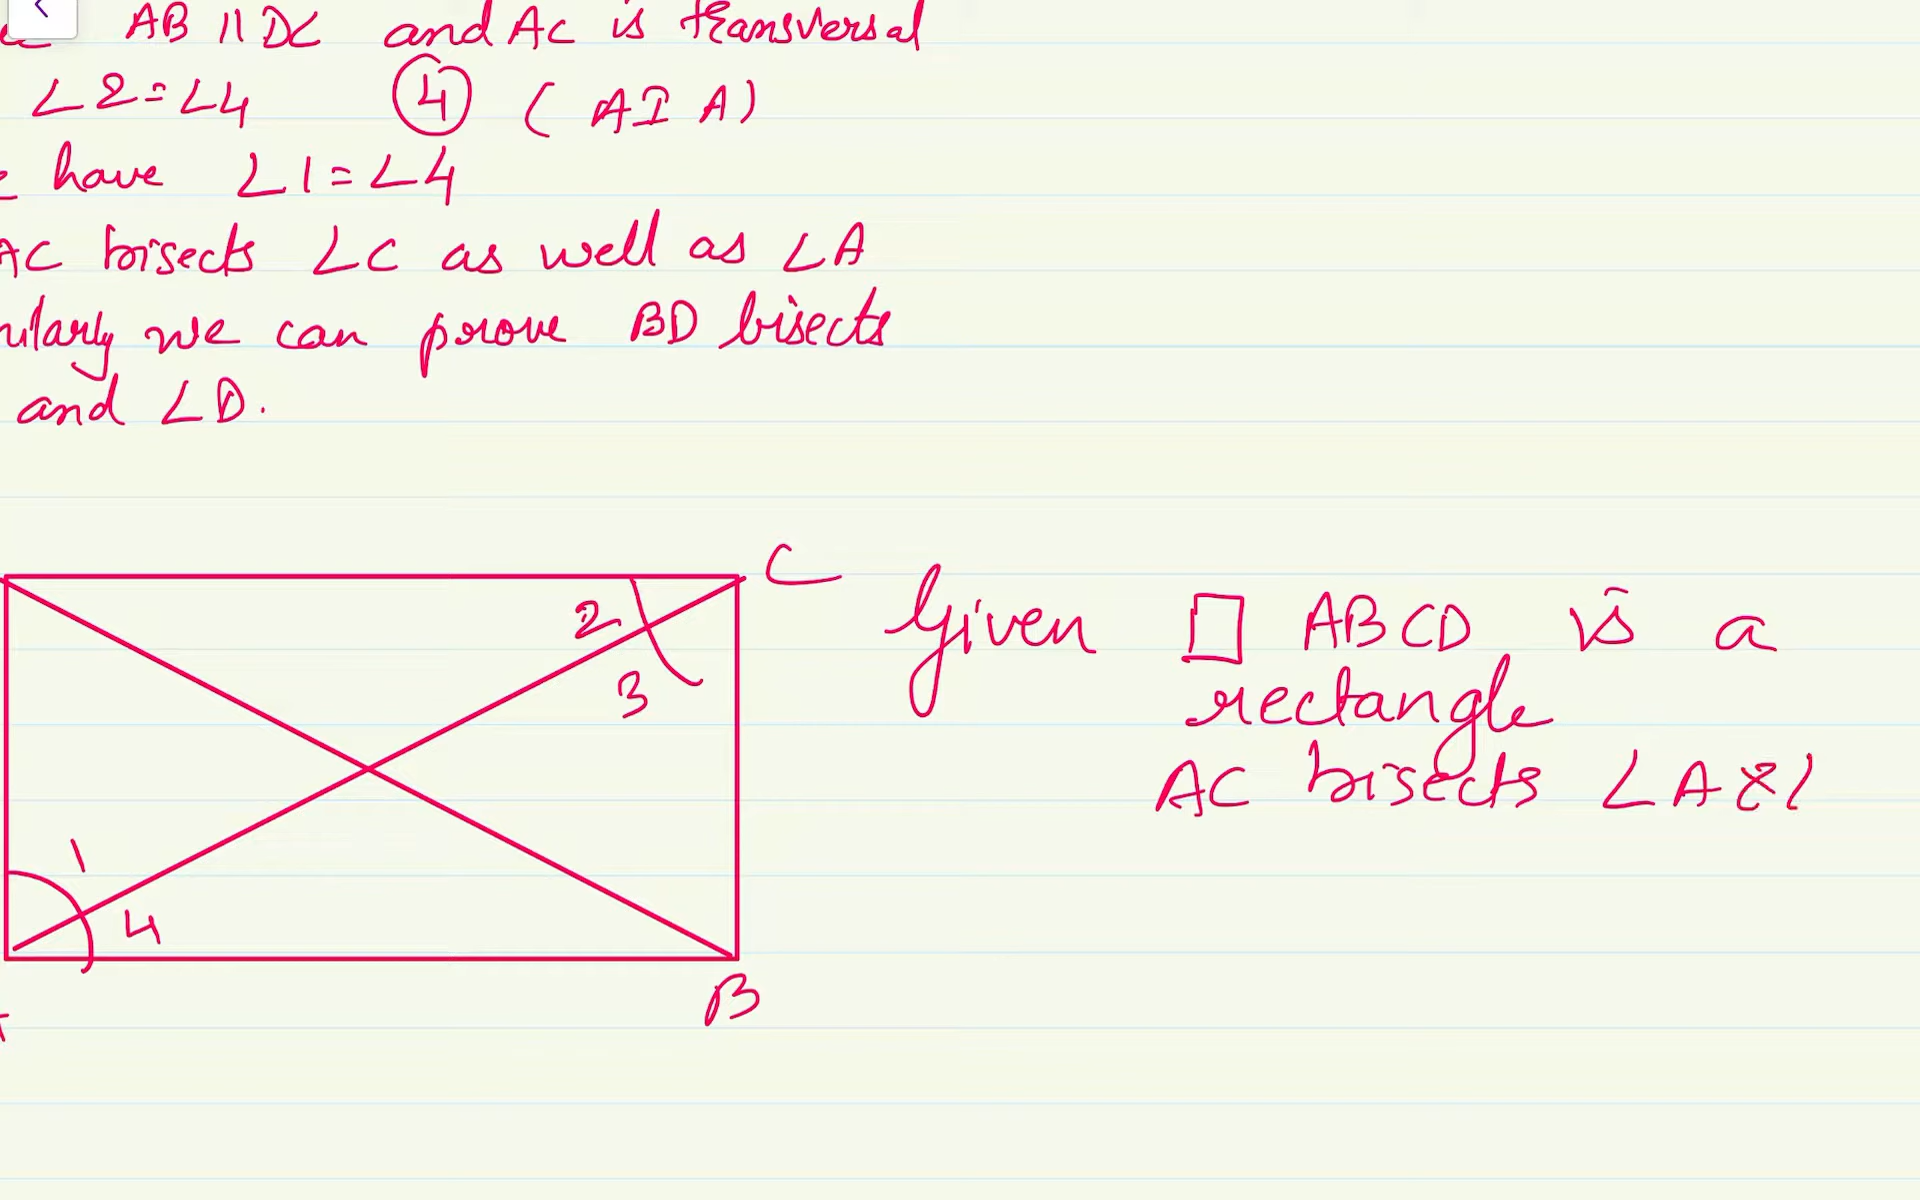 AB || DC and AC is transversal
∠2=∠4 ④ (AIA)
have ∠1=∠4
AC bisects ∠C as well as ∠A
we can prove BD bisects
and ∠D.
C
2
3
Given □ ABCD is a
rectangle
AC bisects ∠A &
1
4
B